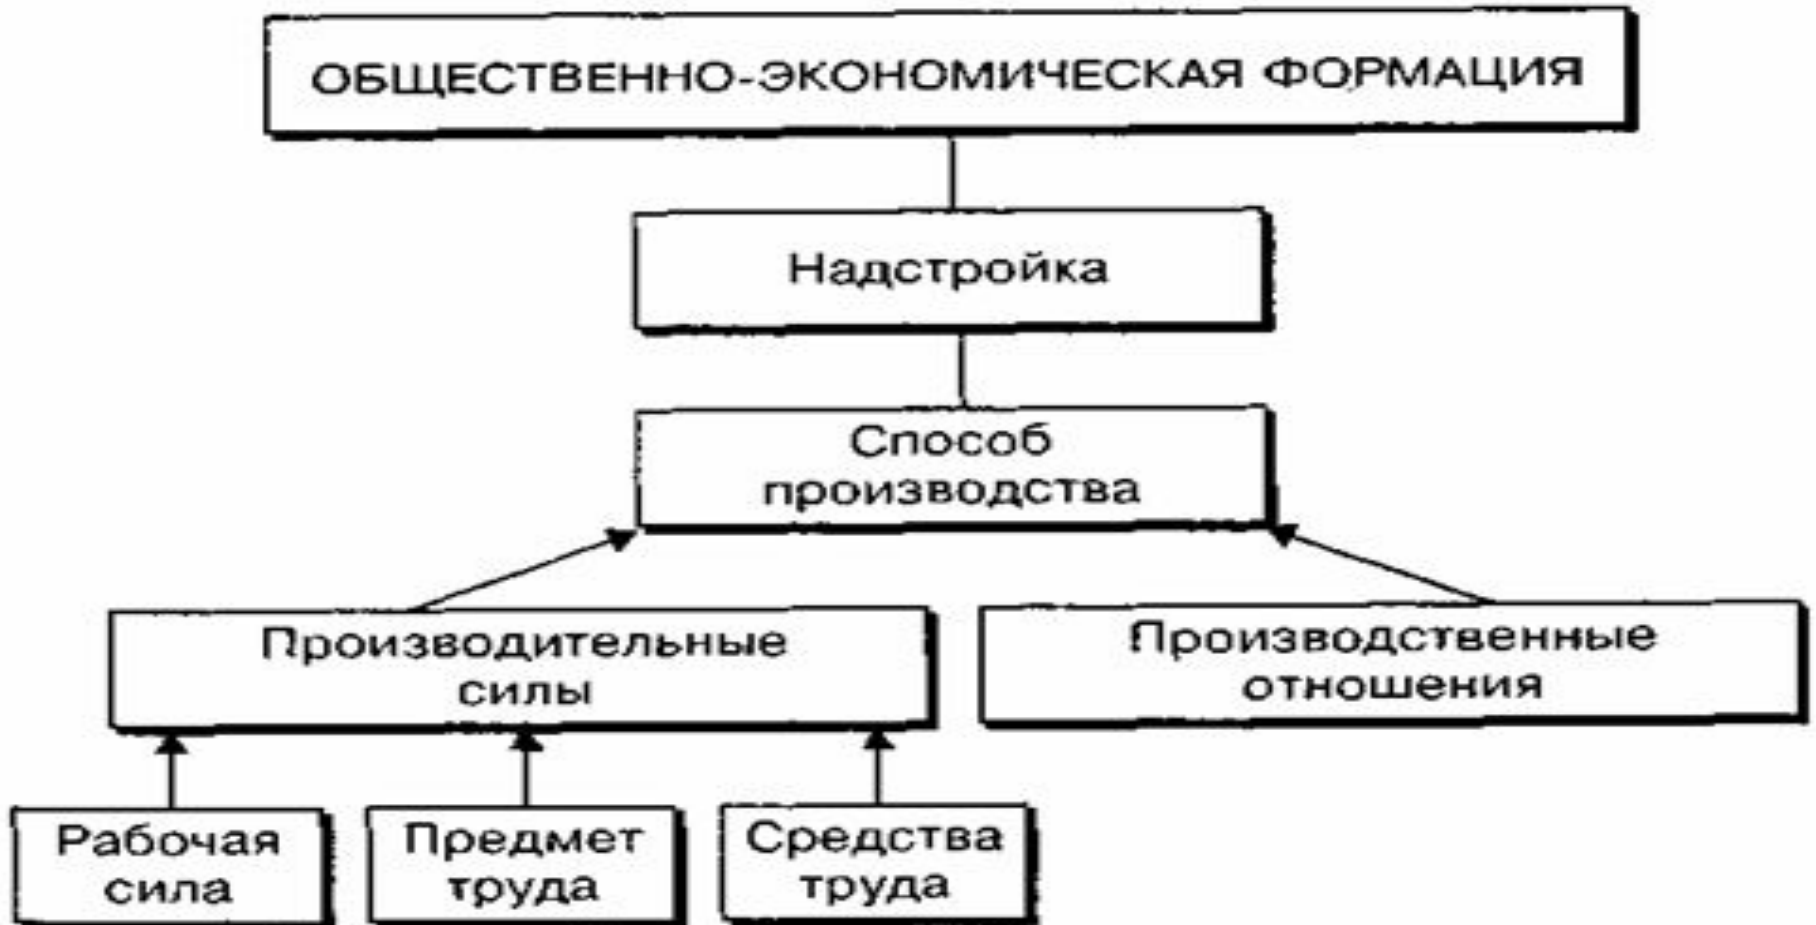 ОБЩЕСТВЕННО-ЭКОНОМИЧЕСКАЯ ФОРМАЦИЯ
Надстройка
Способ
производства
Производительные
силы
Производственные
отношения
Рабочая
сила
Предмет
труда
Средства
труда